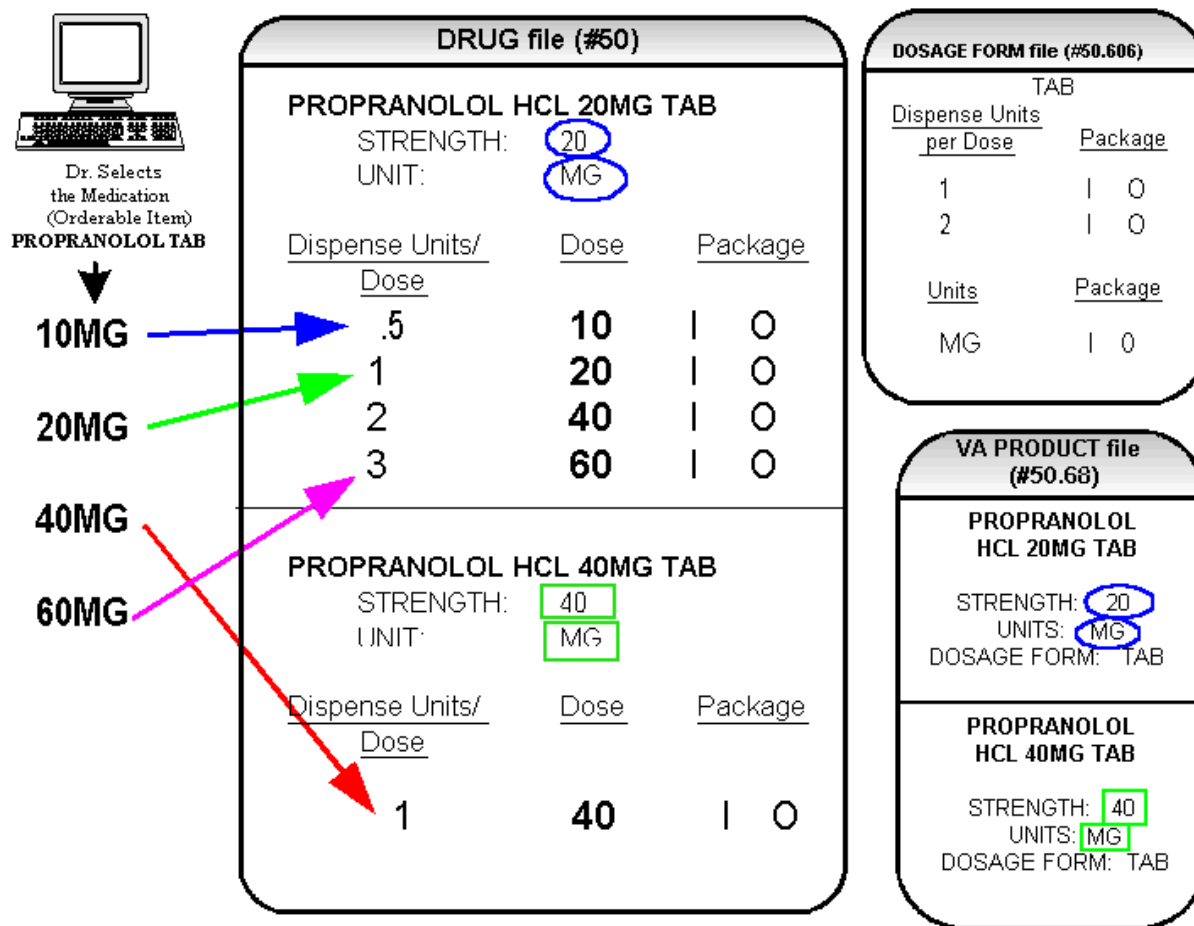 Dr. Selects
the Medication
(Orderable Item)
PROPRANOLOL TAB
10MG
20MG
40MG
60MG
DRUG file (#50)
PROPRANOLOL HCL 20MG TAB
STRENGTH: 20
UNIT: MG
Dispense Units/ Dose Package
Dose
.5 10 I O
1 20 I O
2 40 I O
3 60 I O
PROPRANOLOL HCL 40MG TAB
STRENGTH: 40
UNIT: MG
Dispense Units/ Dose Package
Dose
1 40 I O
DOSAGE FORM file (#50.606)
TAB
Dispense Units
per Dose Package
1 I O
2 I O
Units Package
MG I 0
VA PRODUCT file
(#50.68)
PROPRANOLOL
HCL 20MG TAB
STRENGTH: 20
UNITS: MG
DOSAGE FORM: TAB
PROPRANOLOL
HCL 40MG TAB
STRENGTH: 40
UNITS: MG
DOSAGE FORM: TAB